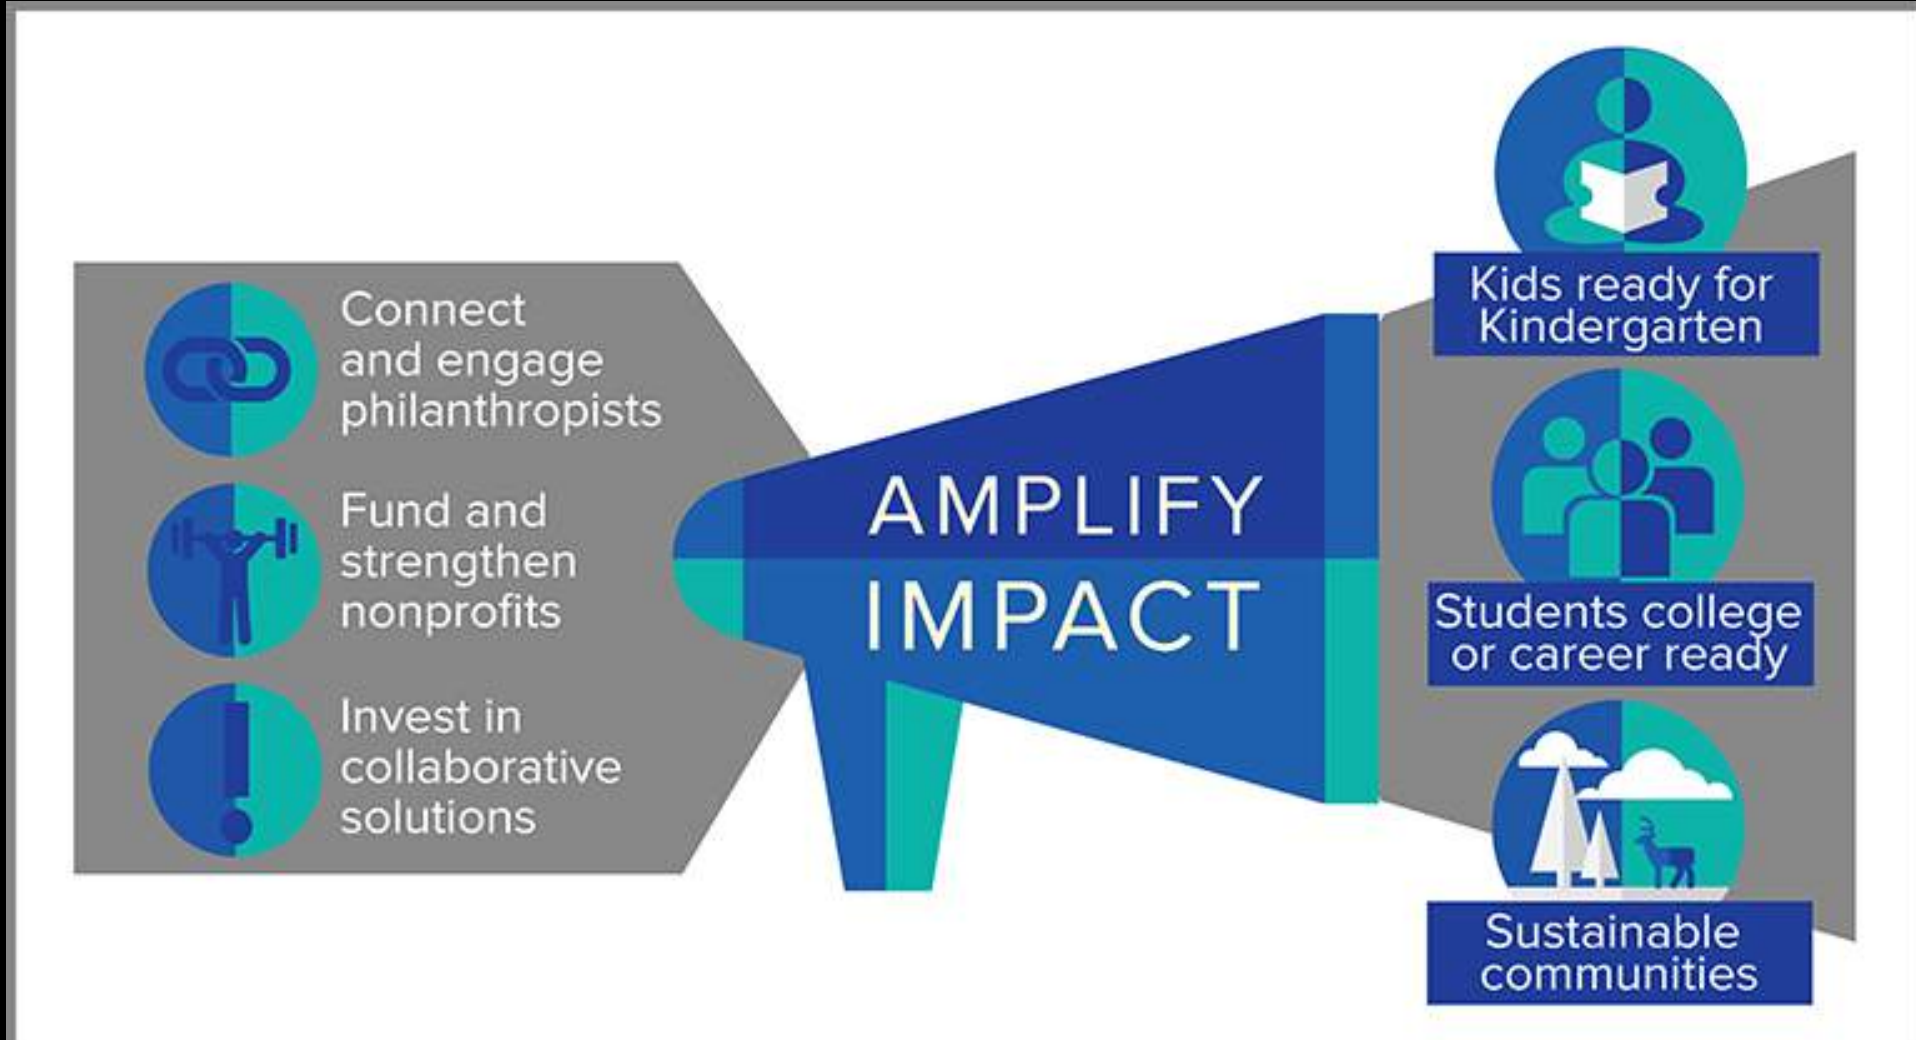 Connect
and engage
philanthropists
Fund and
strengthen
nonprofits
Invest in
collaborative
solutions
AMPLIFY
IMPACT
Kids ready for
Kindergarten
Students college
or career ready
Sustainable
communities